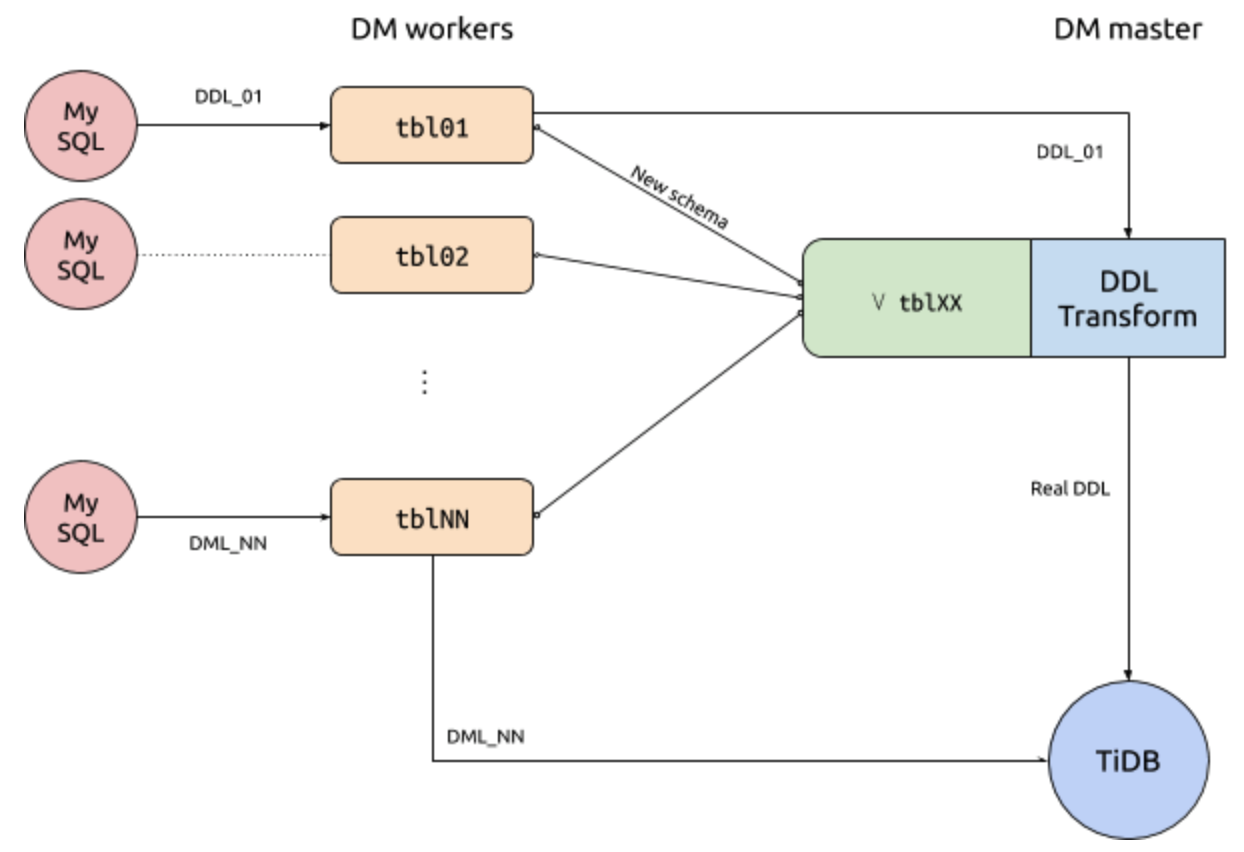 DM workers
DM master
My
SQL
DDL_01
tbl01
DDL_01
New schema
My
SQL
tbl02
∨ tblXX
DDL
Transform
⋮
My
SQL
DML_NN
tblNN
Real DDL
DML_NN
TiDB